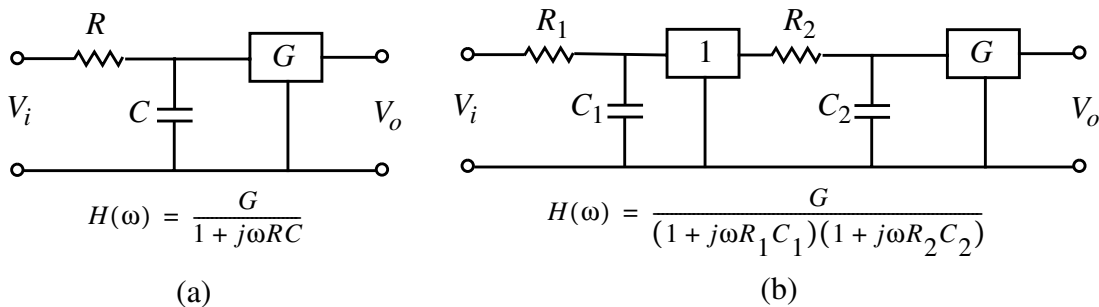 R
G
V_i
C
V_o
H(ω) = G / (1 + jωRC)
(a)
R_1
1
R_2
G
V_i
C_1
C_2
V_o
H(ω) = G / ((1 + jωR_1C_1)(1 + jωR_2C_2))
(b)